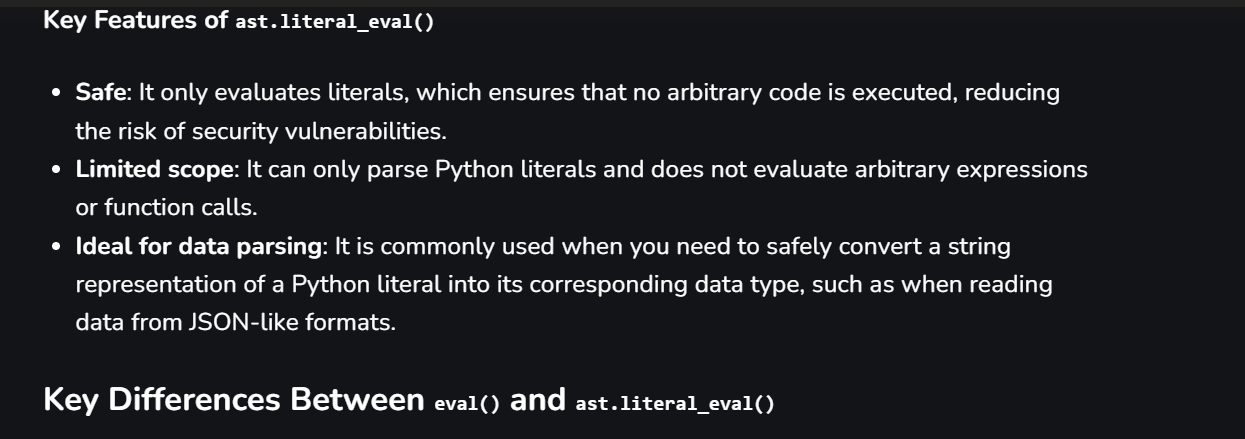 Key Features of ast.literal_eval()
• Safe: It only evaluates literals, which ensures that no arbitrary code is executed, reducing
the risk of security vulnerabilities.
• Limited scope: It can only parse Python literals and does not evaluate arbitrary expressions
or function calls.
• Ideal for data parsing: It is commonly used when you need to safely convert a string
representation of a Python literal into its corresponding data type, such as when reading
data from JSON-like formats.
Key Differences Between eval() and ast.literal_eval()